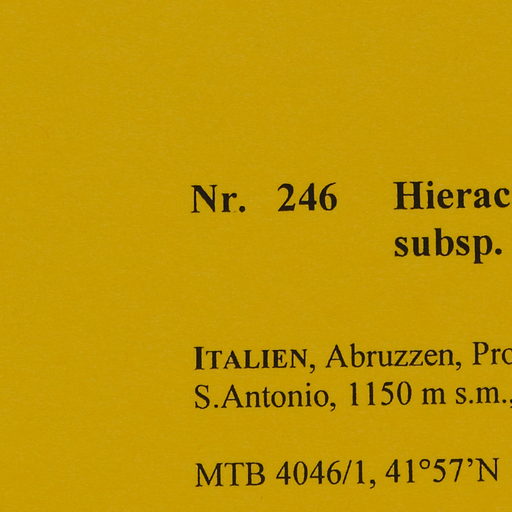 Nr. 246 Hierac
subsp.
ITALIEN, Abruzzen, Pro
S.Antonio, 1150 m s.m.,
MTB 4046/1, 41°57’N